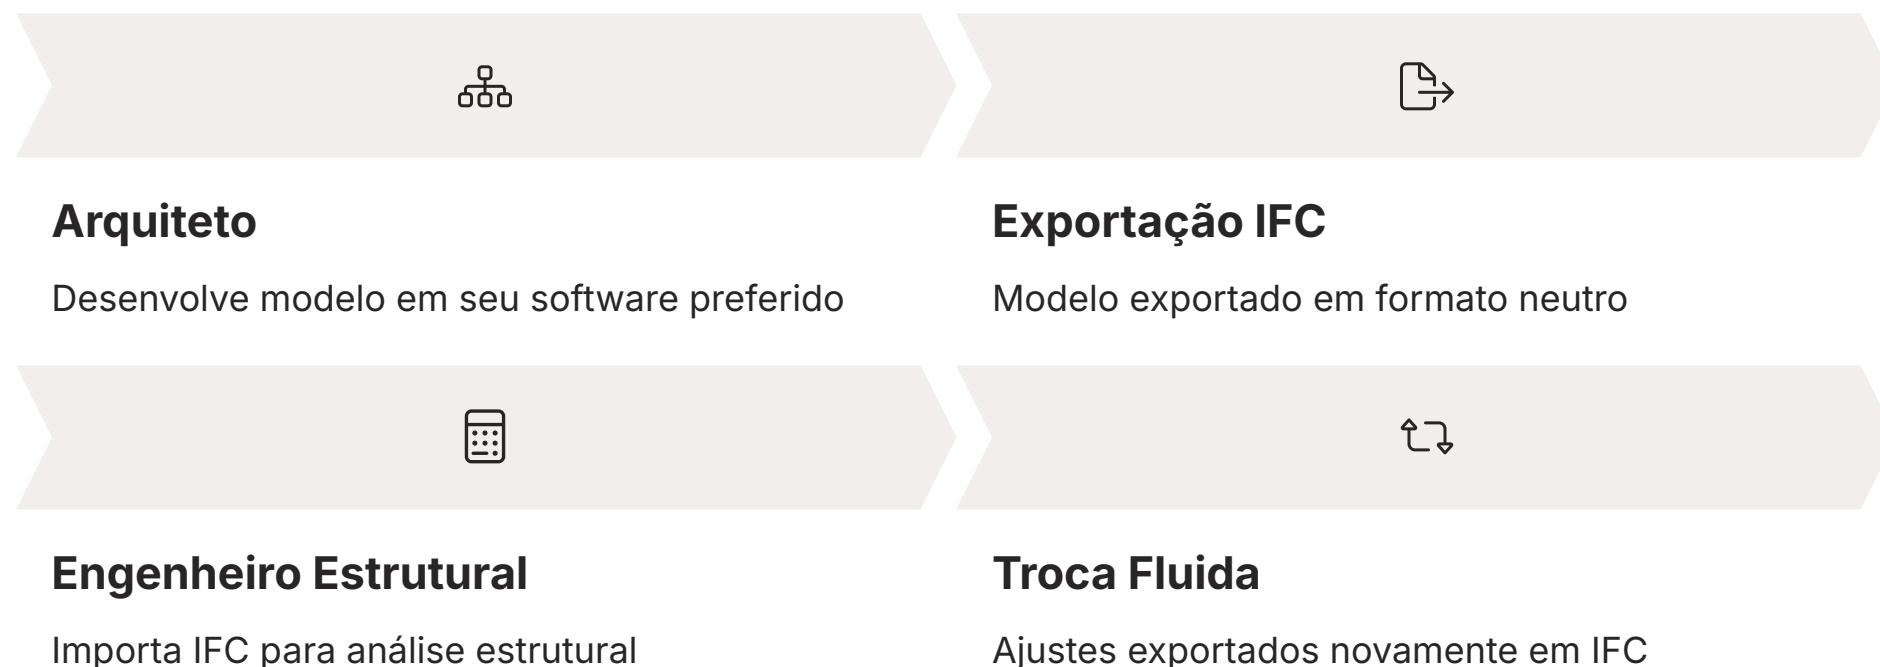 Arquiteto
Desenvolve modelo em seu software preferido
Exportação IFC
Modelo exportado em formato neutro
Engenheiro Estrutural
Importa IFC para análise estrutural
Troca Fluida
Ajustes exportados novamente em IFC